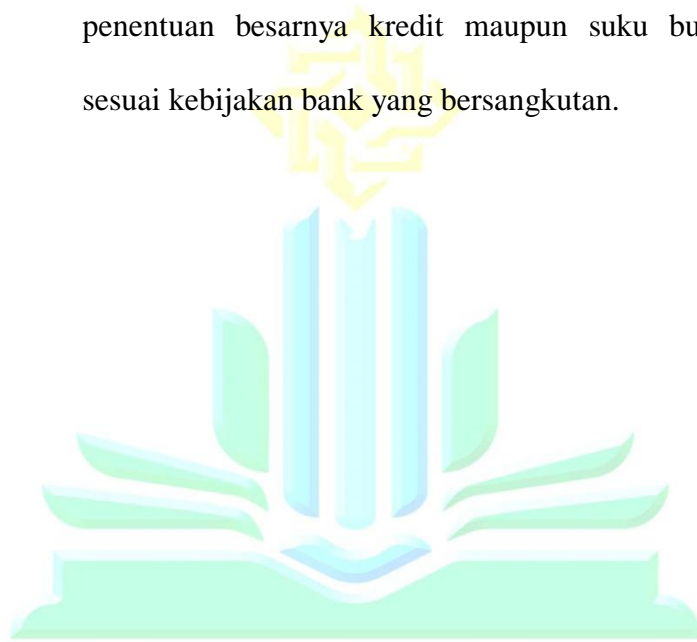 penentuan besarnya kredit maupun suku
sesuai kebijakan bank yang bersangkutan.